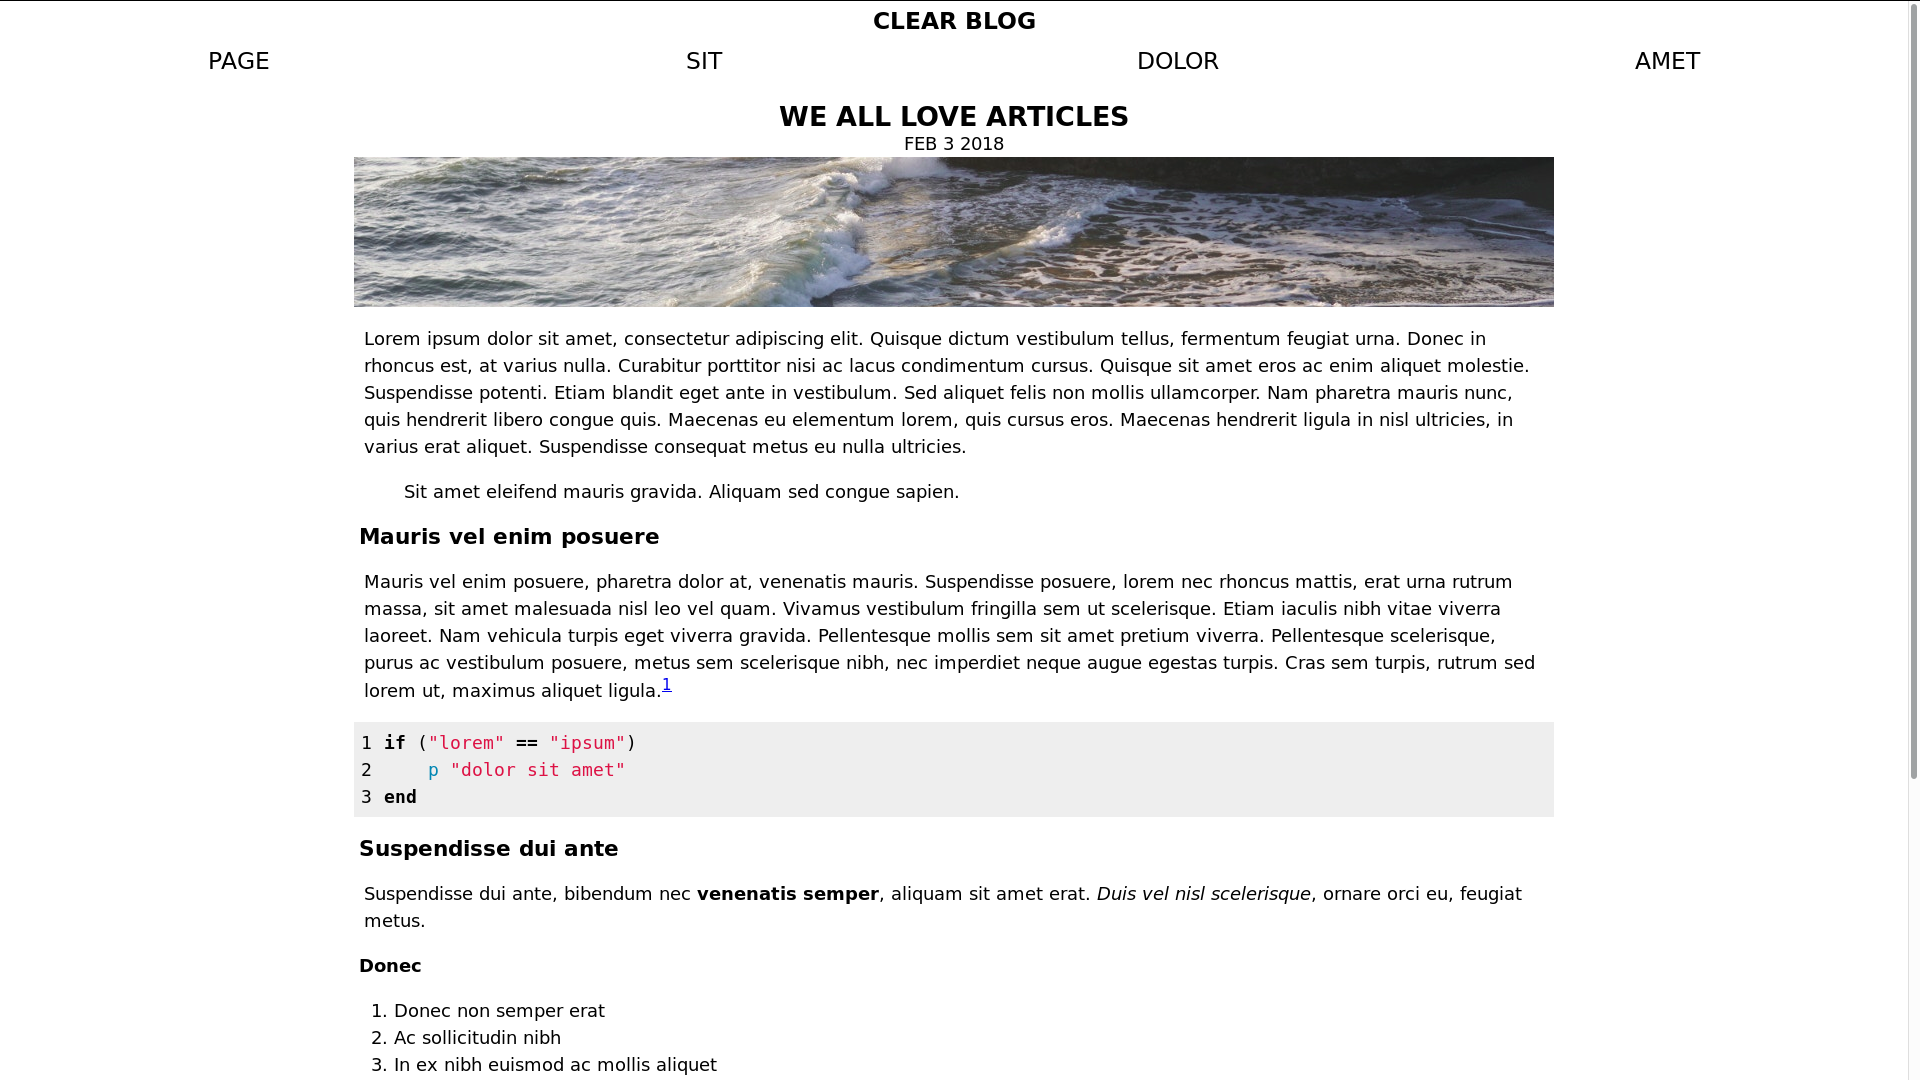 CLEAR BLOG
PAGE SIT DOLOR AMET
WE ALL LOVE ARTICLES
FEB 3 2018
Lorem ipsum dolor sit amet, consectetur adipiscing elit. Quisque dictum vestibulum tellus, fermentum feugiat urna. Donec in
rhoncus est, at varius nulla. Curabitur porttitor nisi ac lacus condimentum cursus. Quisque sit amet eros ac enim aliquet molestie.
Suspendisse potenti. Etiam blandit eget ante in vestibulum. Sed aliquet felis non mollis ullamcorper. Nam pharetra mauris nunc,
quis hendrerit libero congue quis. Maecenas eu elementum lorem, quis cursus eros. Maecenas hendrerit ligula in nisl ultricies, in
varius erat aliquet. Suspendisse consequat metus eu nulla ultricies.
Sit amet eleifend mauris gravida. Aliquam sed congue sapien.
Mauris vel enim posuere
Mauris vel enim posuere, pharetra dolor at, venenatis mauris. Suspendisse posuere, lorem nec rhoncus mattis, erat urna rutrum
massa, sit amet malesuada nisl leo vel quam. Vivamus vestibulum fringilla sem ut scelerisque. Etiam iaculis nibh vitae viverra
laoreet. Nam vehicula turpis eget viverra gravida. Pellentesque mollis sem sit amet pretium viverra. Pellentesque scelerisque,
purus ac vestibulum posuere, metus sem scelerisque nibh, nec imperdiet neque augue egestas turpis. Cras sem turpis, rutrum sed
lorem ut, maximus aliquet ligula.1
1 if ("lorem" == "ipsum")
2     p "dolor sit amet"
3 end
Suspendisse dui ante
Suspendisse dui ante, bibendum nec venenatis semper, aliquam sit amet erat. Duis vel nisl scelerisque, ornare orci eu, feugiat
metus.
Donec
1. Donec non semper erat
2. Ac sollicitudin nibh
3. In ex nibh euismod ac mollis aliquet